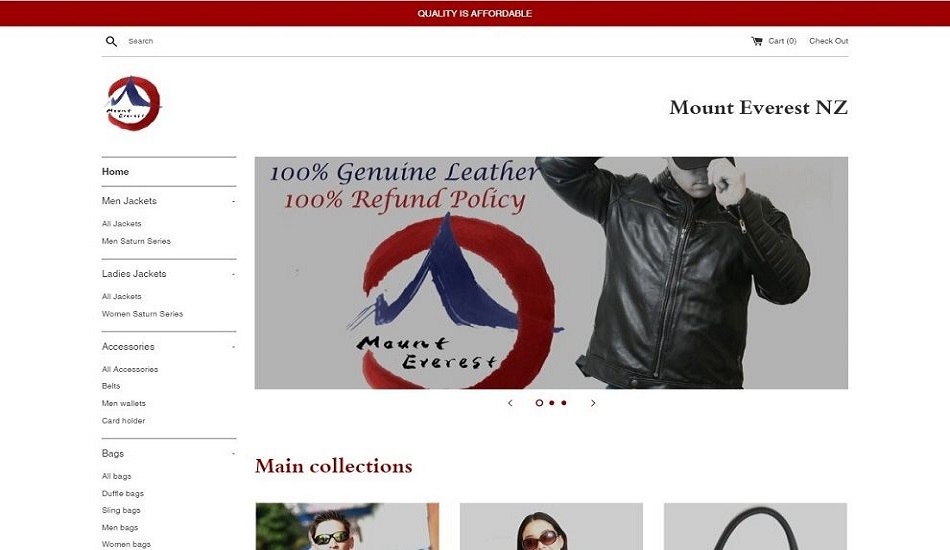 QUALITY IS AFFORDABLE
Search
Cart (0)
Check Out
Mount Everest
Mount Everest NZ
Home
Men Jackets -
All Jackets
Men Saturn Series
Ladies Jackets -
All Jackets
Women Saturn Series
Accessories -
All Accessories
Belts
Men wallets
Card holder
Bags -
All bags
Duffle bags
Sling bags
Men bags
Women bags
100% Genuine Leather
100% Refund Policy
Mount
Everest
Main collections